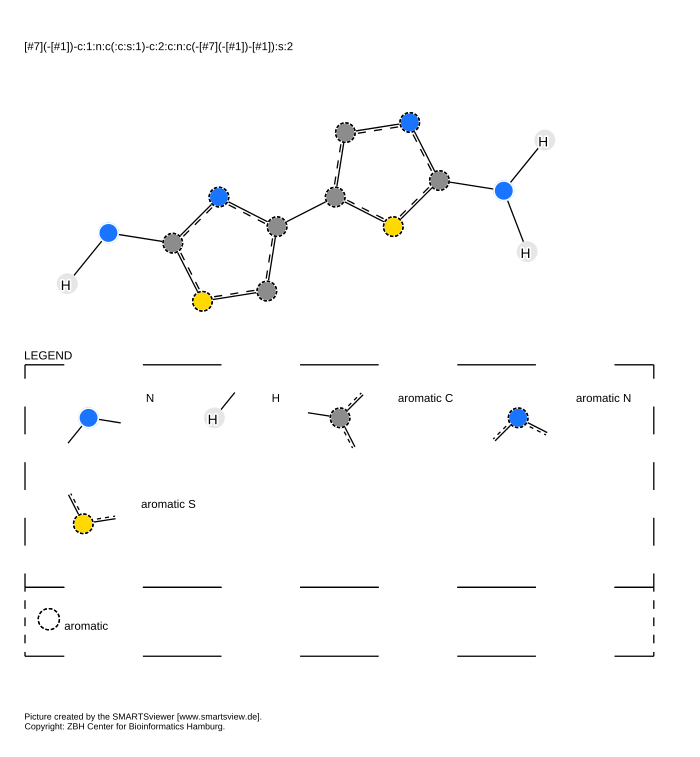 [#7](-[#1])-c:1:n:c(:c:s:1)-c:2:c:n:c(-[#7](-[#1])-[#1]):s:2
H
H
H
LEGEND
N
H
H
aromatic C
aromatic N
aromatic S
aromatic
Picture created by the SMARTSviewer [www.smartsview.de].
Copyright: ZBH Center for Bioinformatics Hamburg.